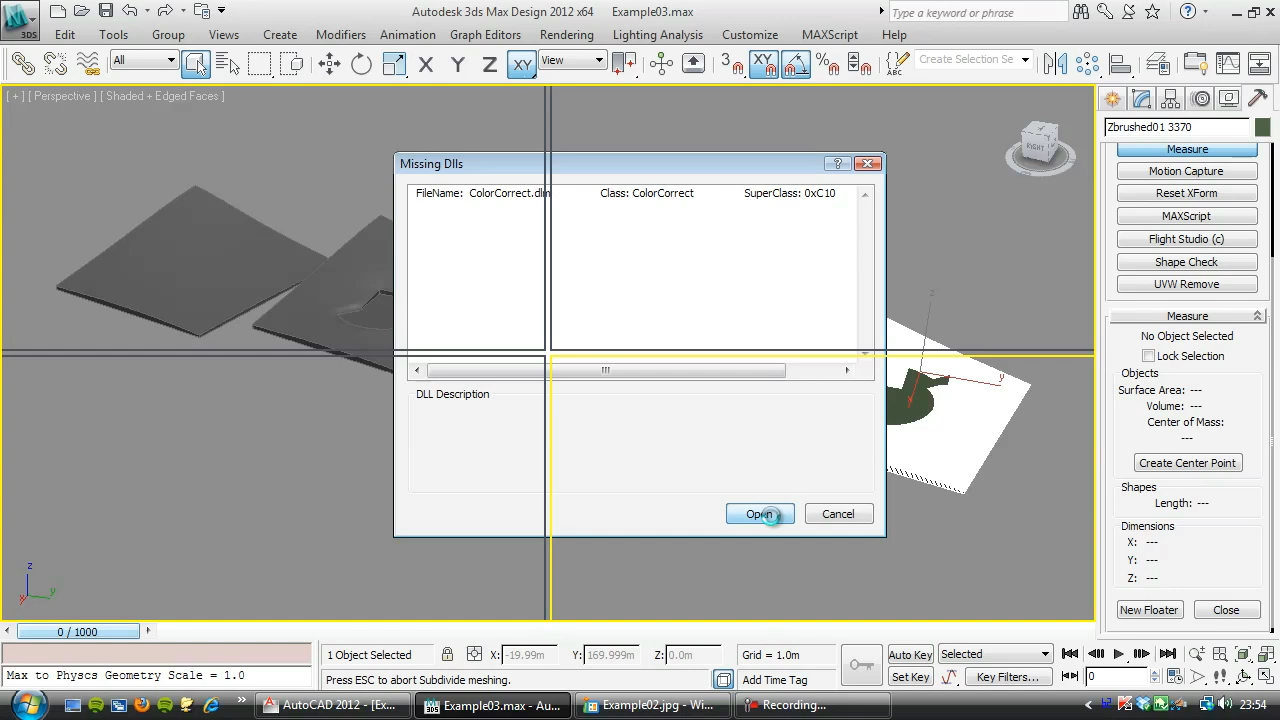 Autodesk 3ds Max Design 2012 x64 Example03.max
Type a keyword or phrase
3DS
Edit Tools Group Views Create Modifiers Animation Graph Editors Rendering Lighting Analysis Customize MAXScript Help
All
X Y Z XY
View
3
XY
%
ABC
Create Selection Se
[ + ] [ Perspective ] [ Shaded + Edged Faces ]
RIGHT
Zbrushed01 3370
Measure
Motion Capture
Reset XForm
MAXScript
Flight Studio (c)
Shape Check
UVW Remove
Measure
No Object Selected
Lock Selection
Objects
Surface Area: ---
Volume: ---
Center of Mass:
---
Create Center Point
Shapes
Length: ---
Dimensions
X: ---
Y: ---
Z: ---
New Floater Close
Missing Dlls
?
FileName: ColorCorrect.dlm Class: ColorCorrect SuperClass: 0xC10
DLL Description
Open Cancel
z
y
z
y
x
0 / 1000
1 Object Selected X: -19.99m Y: 169.999m Z: 0.0m Grid = 1.0m
Auto Key Selected
Max to Physcs Geometry Scale = 1.0
Press ESC to abort Subdivide meshing.
Add Time Tag
Set Key Key Filters...
0
AutoCAD 2012 - [Ex... Example03.max - Au... Example02.jpg - Wi... Recording...
23:54